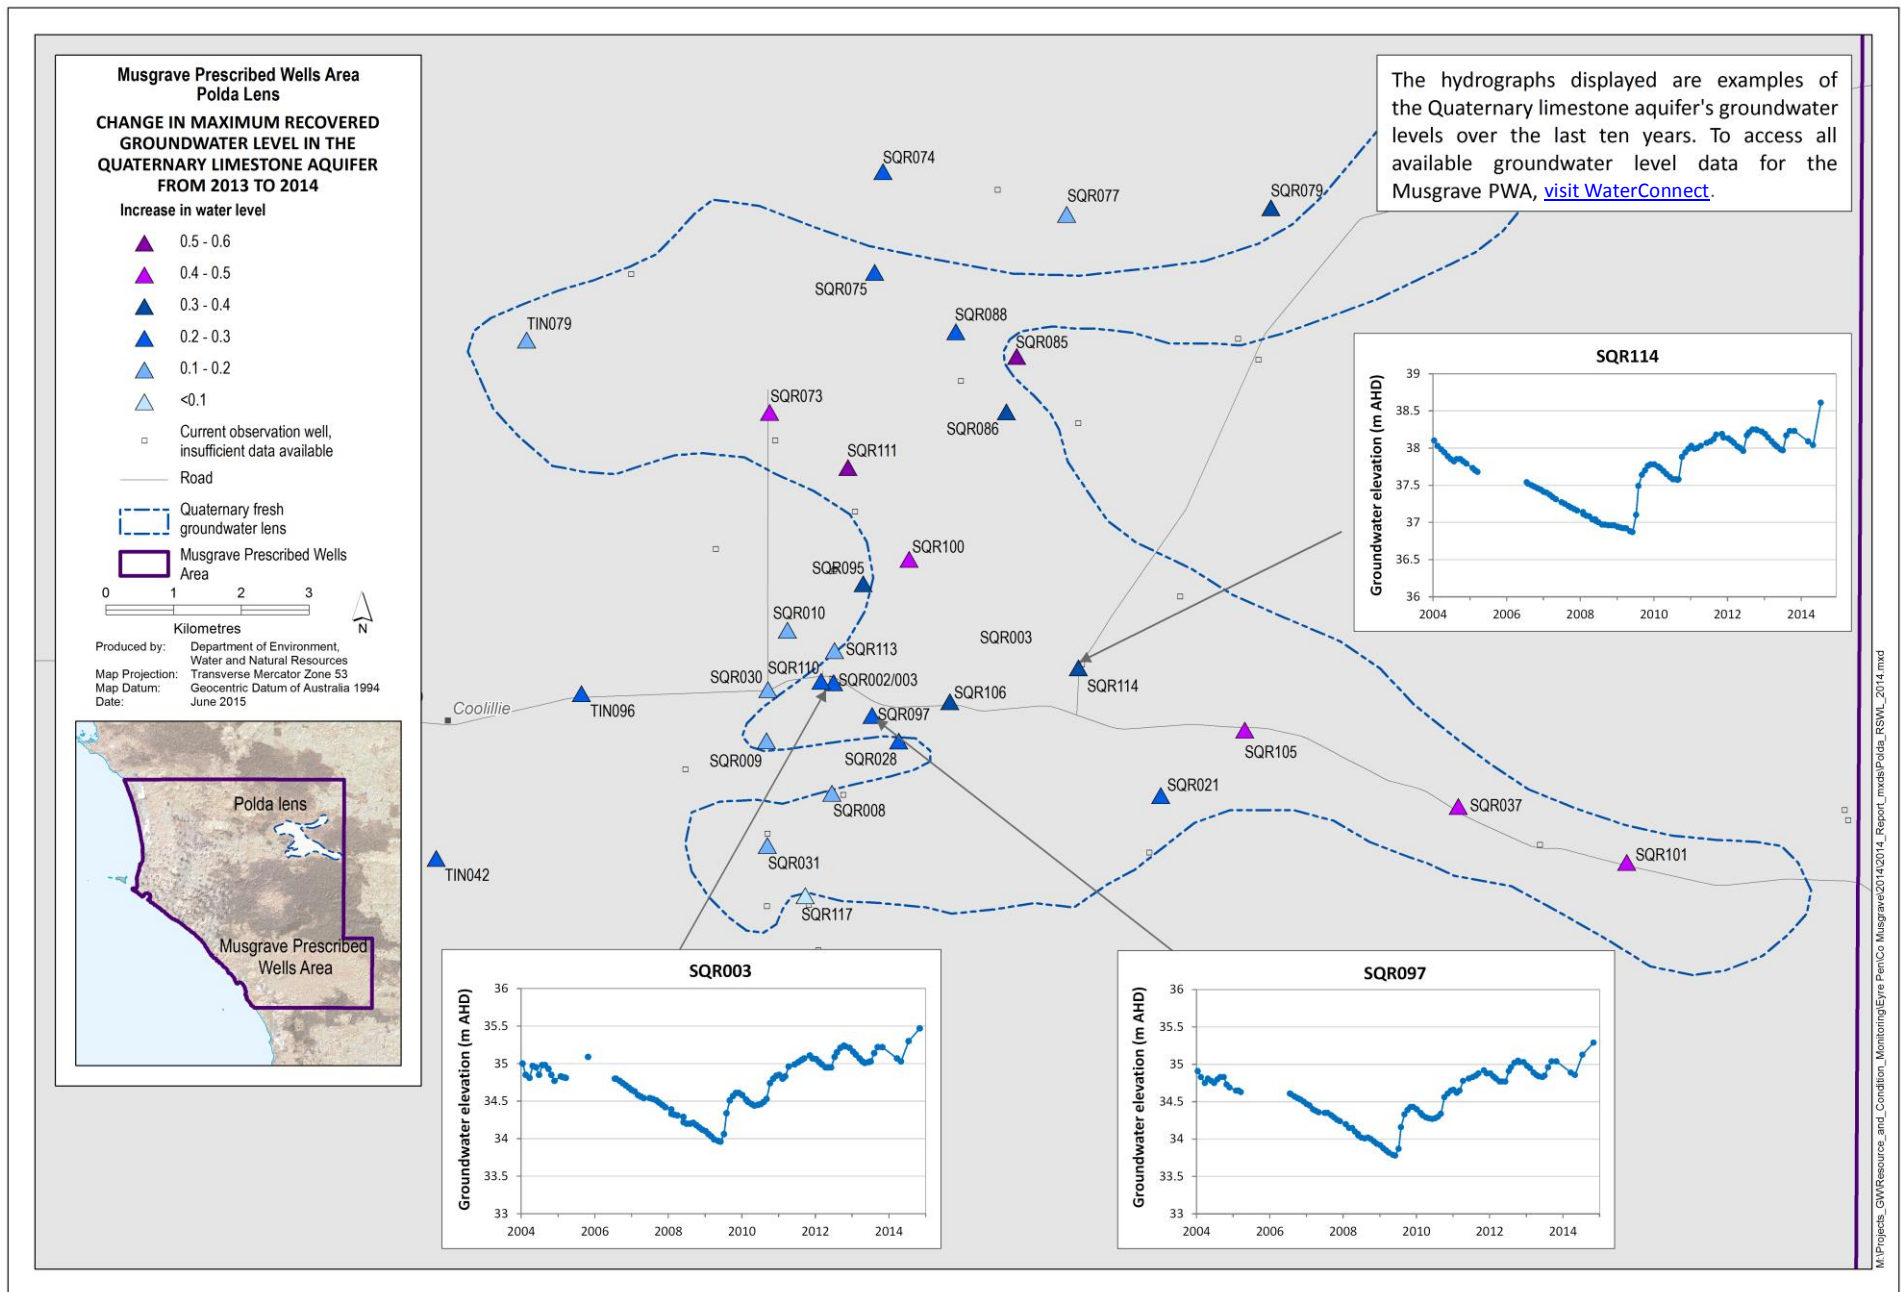 Musgrave Prescribed Wells Area
Polda Lens
CHANGE IN MAXIMUM RECOVERED
GROUNDWATER LEVEL IN THE
QUATERNARY LIMESTONE AQUIFER
FROM 2013 TO 2014
Increase in water level
0.5 - 0.6
0.4 - 0.5
0.3 - 0.4
0.2 - 0.3
0.1 - 0.2
<0.1
Current observation well,
insufficient data available
Road
Quaternary fresh
groundwater lens
Musgrave Prescribed Wells
Area
0 1 2 3
Kilometres
N
Produced by: Department of Environment,
Water and Natural Resources
Map Projection: Transverse Mercator Zone 53
Map Datum: Geocentric Datum of Australia 1994
Date: June 2015
Polda lens
Musgrave Prescribed
Wells Area
The hydrographs displayed are examples of
the Quaternary limestone aquifer's groundwater
levels over the last ten years. To access all
available groundwater level data for the
Musgrave PWA, visit WaterConnect.
SQR074
SQR077
SQR079
SQR075
TIN079
SQR088
SQR085
SQR073
SQR086
SQR111
SQR100
SQR095
SQR010
SQR003
SQR113
SQR110
SQR030
SQR002/003
SQR114
SQR106
TIN096
Coolillie
SQR097
SQR009
SQR028
SQR105
SQR021
SQR008
SQR037
SQR031
SQR101
TIN042
SQR117
SQR114
Groundwater elevation (m AHD)
39
38.5
38
37.5
37
36.5
36
2004 2006 2008 2010 2012 2014
SQR003
Groundwater elevation (m AHD)
36
35.5
35
34.5
34
33.5
33
2004 2006 2008 2010 2012 2014
SQR097
Groundwater elevation (m AHD)
36
35.5
35
34.5
34
33.5
33
2004 2006 2008 2010 2012 2014
M:\Projects_GW\Resource_and_Condition_Monitoring\Eyre Pen\Co Musgrave\2014\2014_Report_mxds\Polda_RSWL_2014.mxd